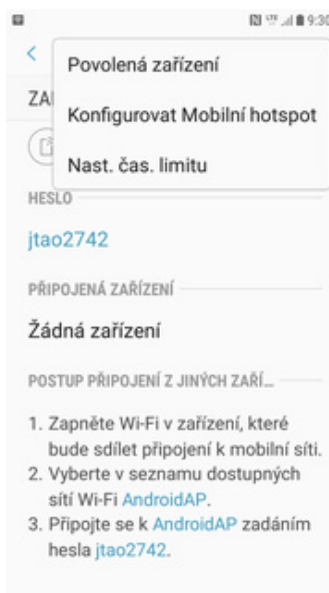 9:30
Povolená zařízení
Konfigurovat Mobilní hotspot
Nast. čas. limitu
HESLO
jtao2742
PŘIPOJENÁ ZAŘÍZENÍ
Žádná zařízení
POSTUP PŘIPOJENÍ Z JINÝCH ZAŘÍ...
1. Zapněte Wi-Fi v zařízení, které
bude sdílet připojení k mobilní síti.
2. Vyberte v seznamu dostupných
sítí Wi-Fi AndroidAP.
3. Připojte se k AndroidAP zadáním
hesla jtao2742.